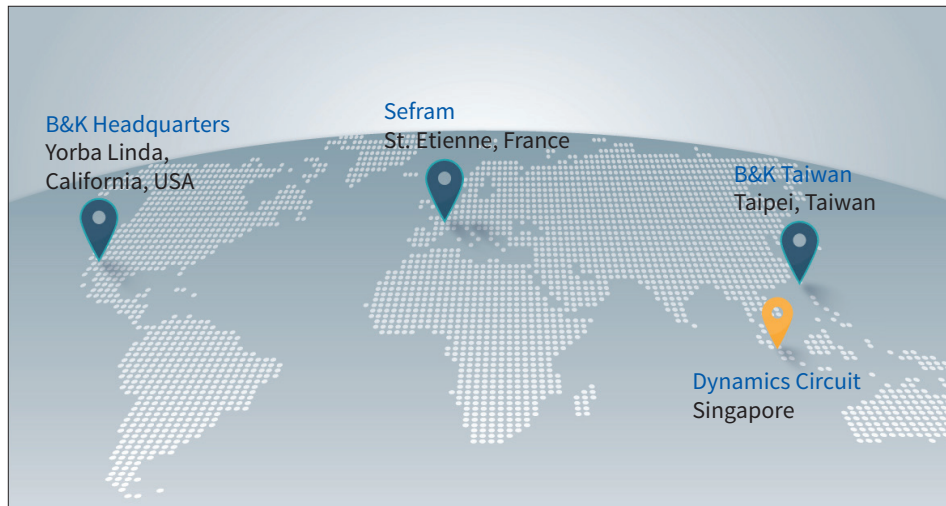 B&K Headquarters
Yorba Linda,
California, USA
Sefram
St. Etienne, France
B&K Taiwan
Taipei, Taiwan
Dynamics Circuit
Singapore